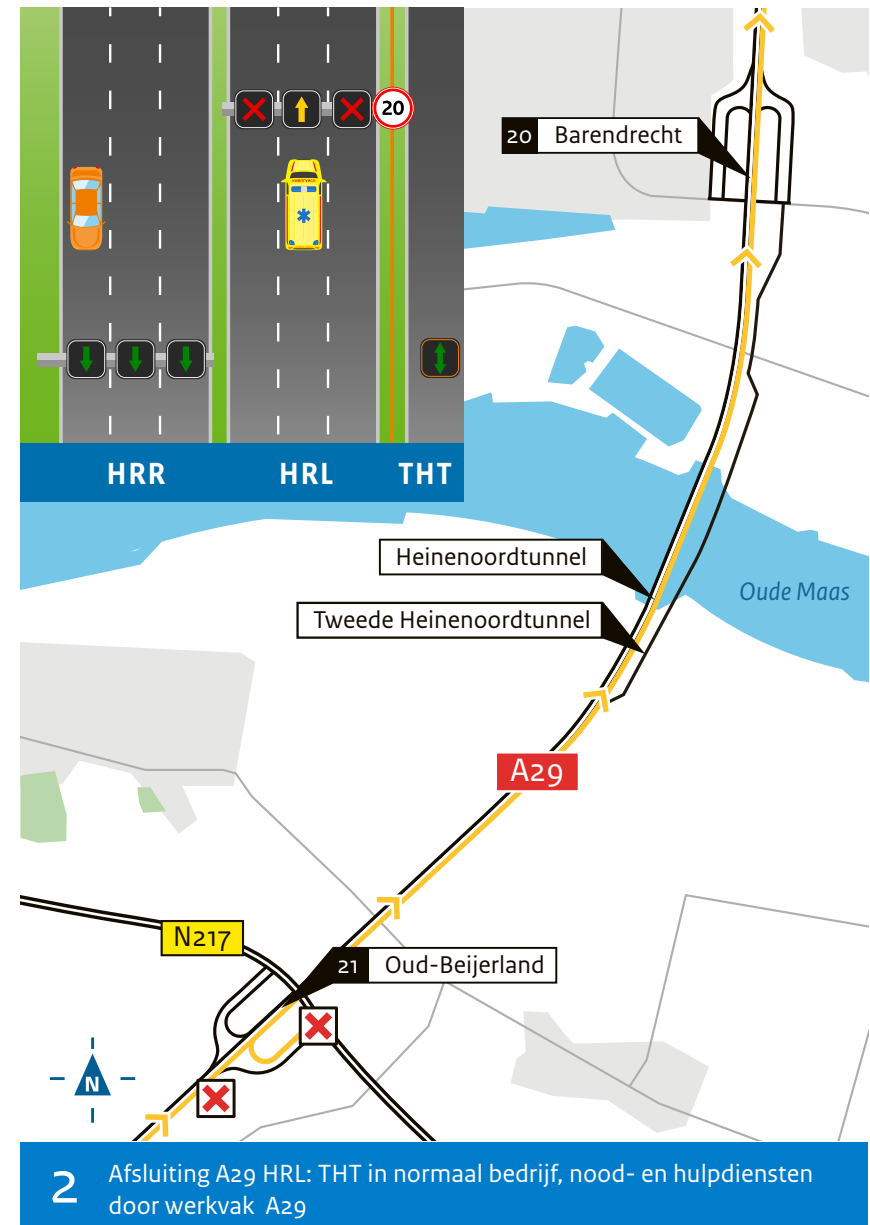 20
HRR
HRL
THT
20 Barendrecht
Heinenoordtunnel
Oude Maas
Tweede Heinenoordtunnel
A29
N217
21 Oud-Beijerland
N
2
Afsluiting A29 HRL: THT in normaal bedrijf, nood- en hulpdiensten
door werkvak A29